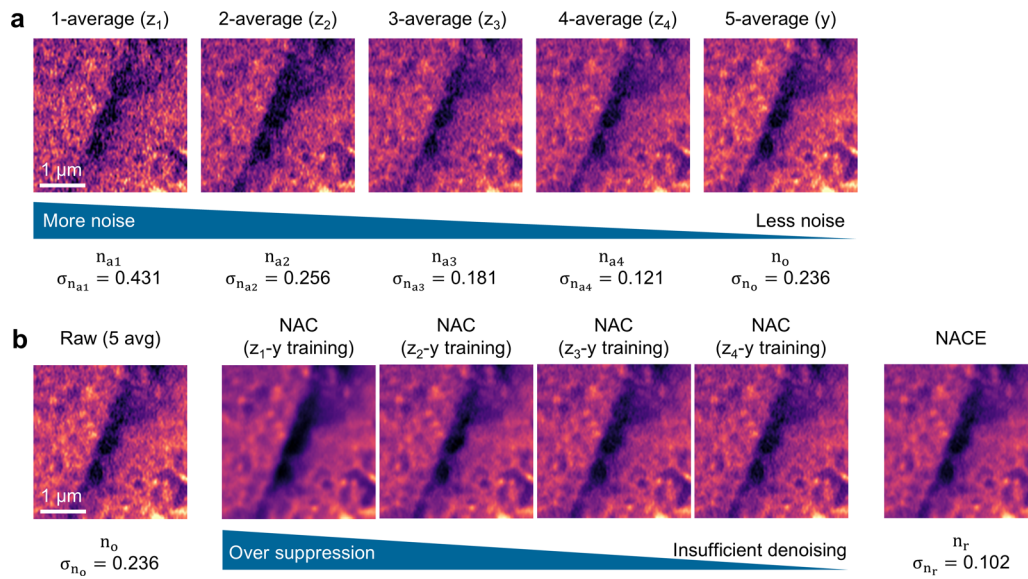 a
1-average (z₁)
2-average (z₂)
3-average (z₃)
4-average (z₄)
5-average (y)
1 μm
More noise
Less noise
nₐ₁
σₙₐ₁ = 0.431
nₐ₂
σₙₐ₂ = 0.256
nₐ₃
σₙₐ₃ = 0.181
nₐ₄
σₙₐ₄ = 0.121
nₒ
σₙₒ = 0.236
b
Raw (5 avg)
NAC
(z₁-y training)
NAC
(z₂-y training)
NAC
(z₃-y training)
NAC
(z₄-y training)
NACE
1 μm
nₒ
σₙₒ = 0.236
Over suppression
Insufficient denoising
nᵣ
σₙᵣ = 0.102